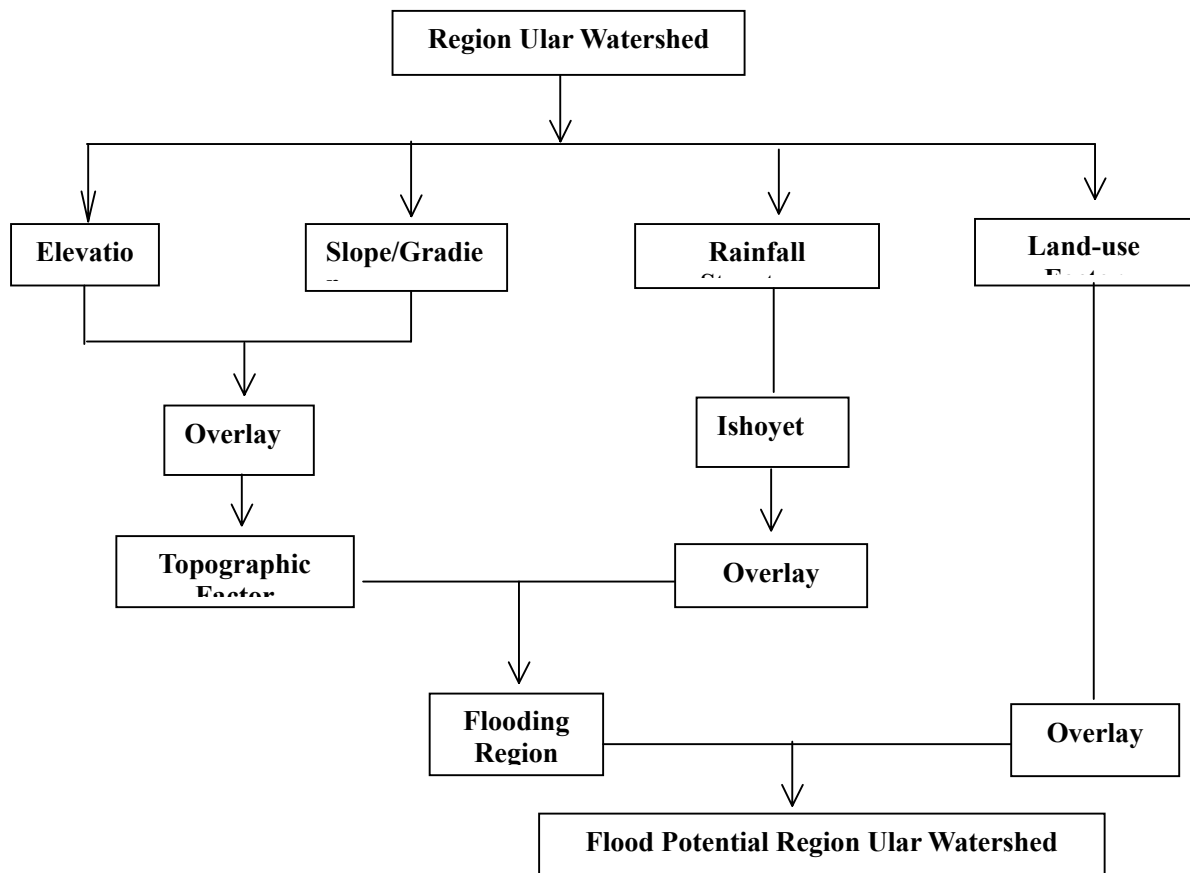 Region Ular Watershed
Elevatio
Slope/Gradie
Rainfall
Land-use
Overlay
Ishoyet
Topographic
Factor
Overlay
Flooding
Region
Overlay
Flood Potential Region Ular Watershed